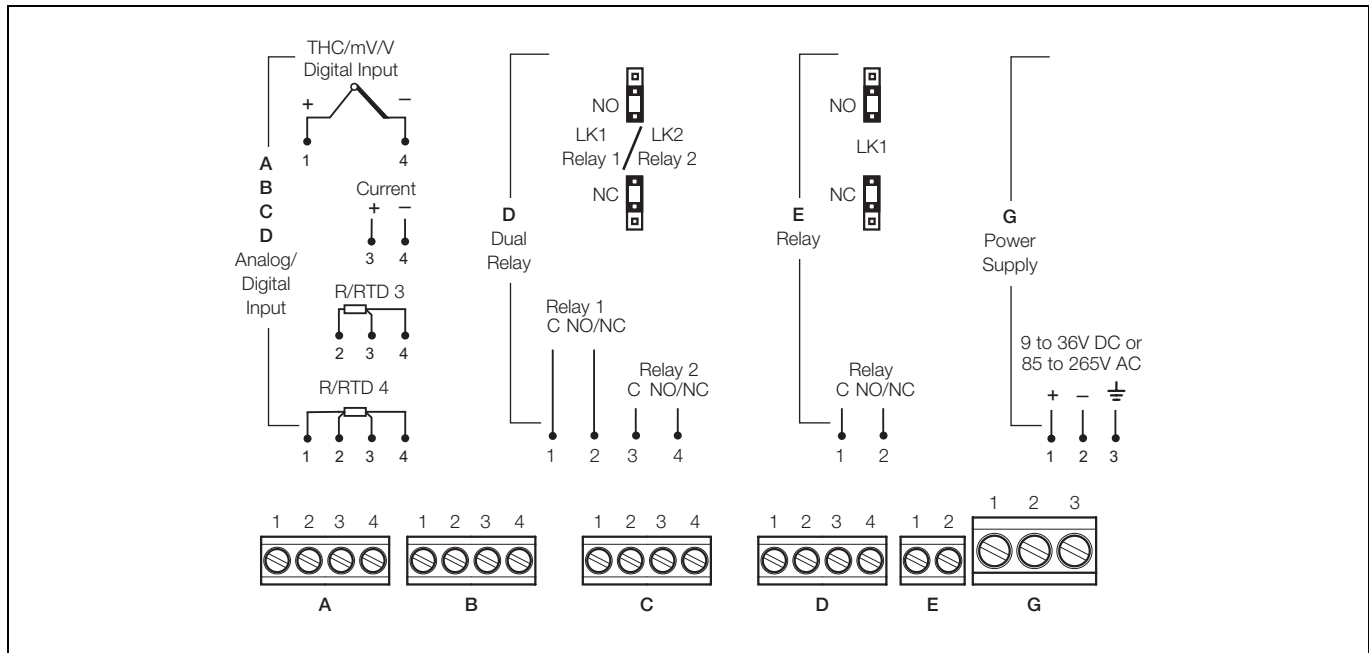 THC/mV/V
Digital Input
+ −
1 4
A
B
C
D
Analog/
Digital
Input
Current
+ −
3 4
R/RTD 3
2 3 4
R/RTD 4
1 2 3 4
D
Dual
Relay
NO
LK1 LK2
Relay 1 Relay 2
NC
Relay 1
C NO/NC
Relay 2
C NO/NC
1 2 3 4
E
Relay
NO
LK1
NC
Relay
C NO/NC
1 2
G
Power
Supply
9 to 36V DC or
85 to 265V AC
+ −
1 2 3
1 2 3 4
A
1 2 3 4
B
1 2 3 4
C
1 2 3 4
D
1 2
E
1 2 3
G